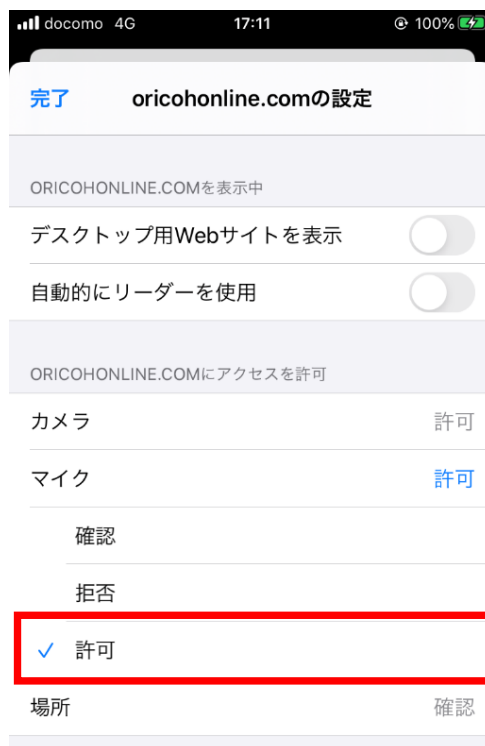 docomo 4G 17:11 100%
完了 oricohonline.comの設定
ORICOHONLINE.COMを表示中
デスクトップ用Webサイトを表示
自動的にリーダーを使用
ORICOHONLINE.COMにアクセスを許可
カメラ 許可
マイク 許可
確認
拒否
許可
場所 確認